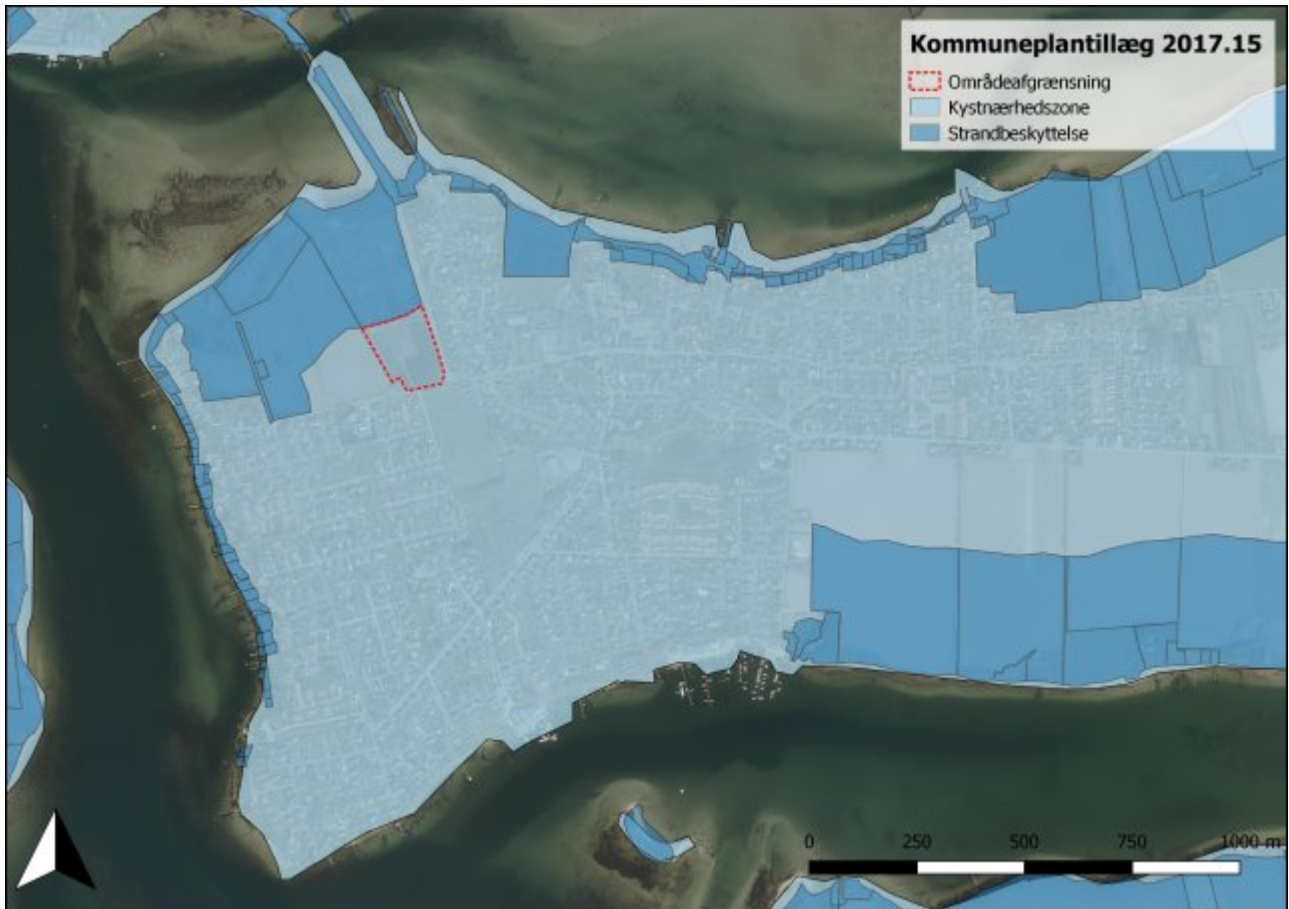 Kommuneplantillæg 2017.15
Områdeafgrænsning
Kystnærhedszone
Strandbeskyttelse
0 250 500 750 1000 m